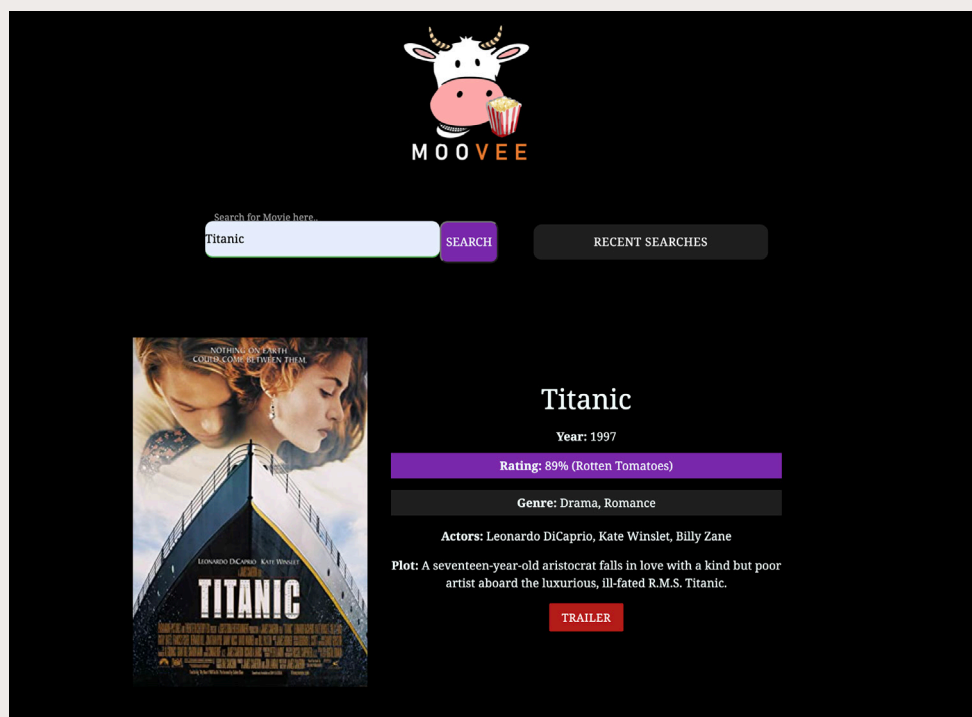 MOOVEE
Search for Movie here..
Titanic
SEARCH
RECENT SEARCHES
NOTHING ON EARTH
COULD COME BETWEEN THEM.
LEONARDO DICAPRIO KATE WINSLET
TITANIC
Titanic
Year: 1997
Rating: 89% (Rotten Tomatoes)
Genre: Drama, Romance
Actors: Leonardo DiCaprio, Kate Winslet, Billy Zane
Plot: A seventeen-year-old aristocrat falls in love with a kind but poor
artist aboard the luxurious, ill-fated R.M.S. Titanic.
TRAILER